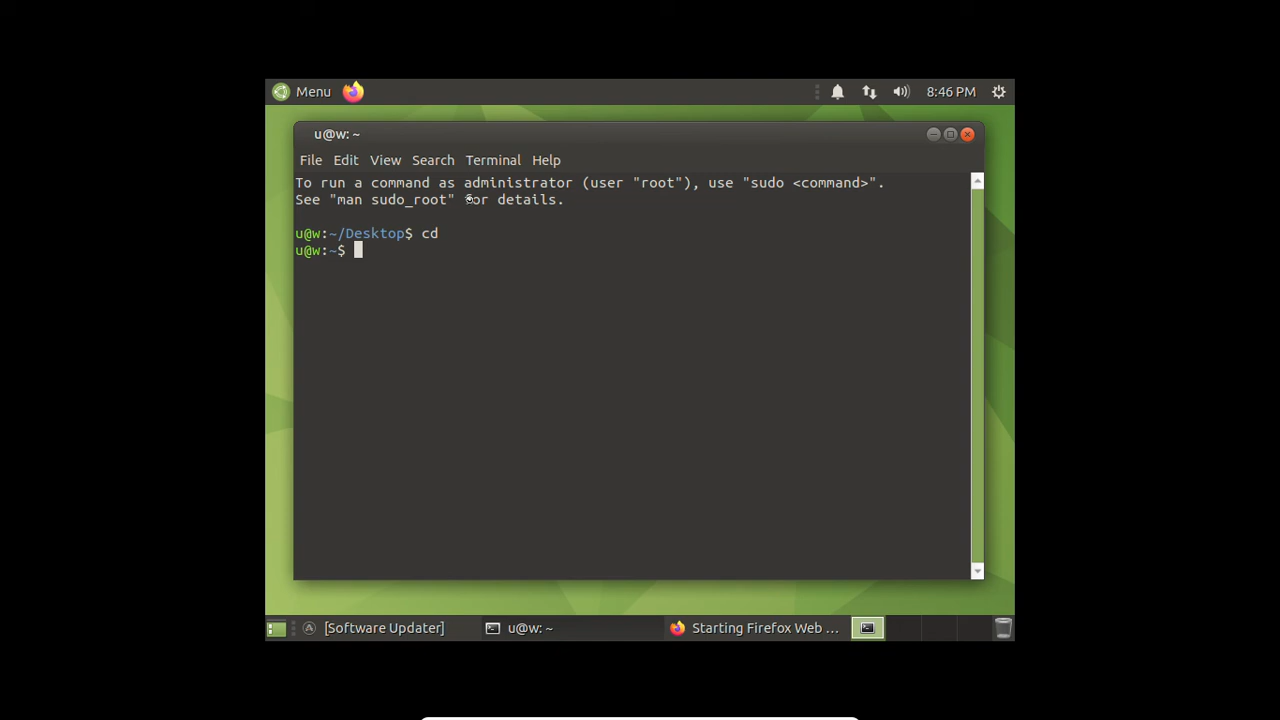 Menu
8:46 PM
u@w: ~
File Edit View Search Terminal Help
To run a command as administrator (user "root"), use "sudo <command>".
See "man sudo_root" for details.
u@w:~/Desktop$ cd
u@w:~$
[Software Updater]
u@w: ~
Starting Firefox Web ...